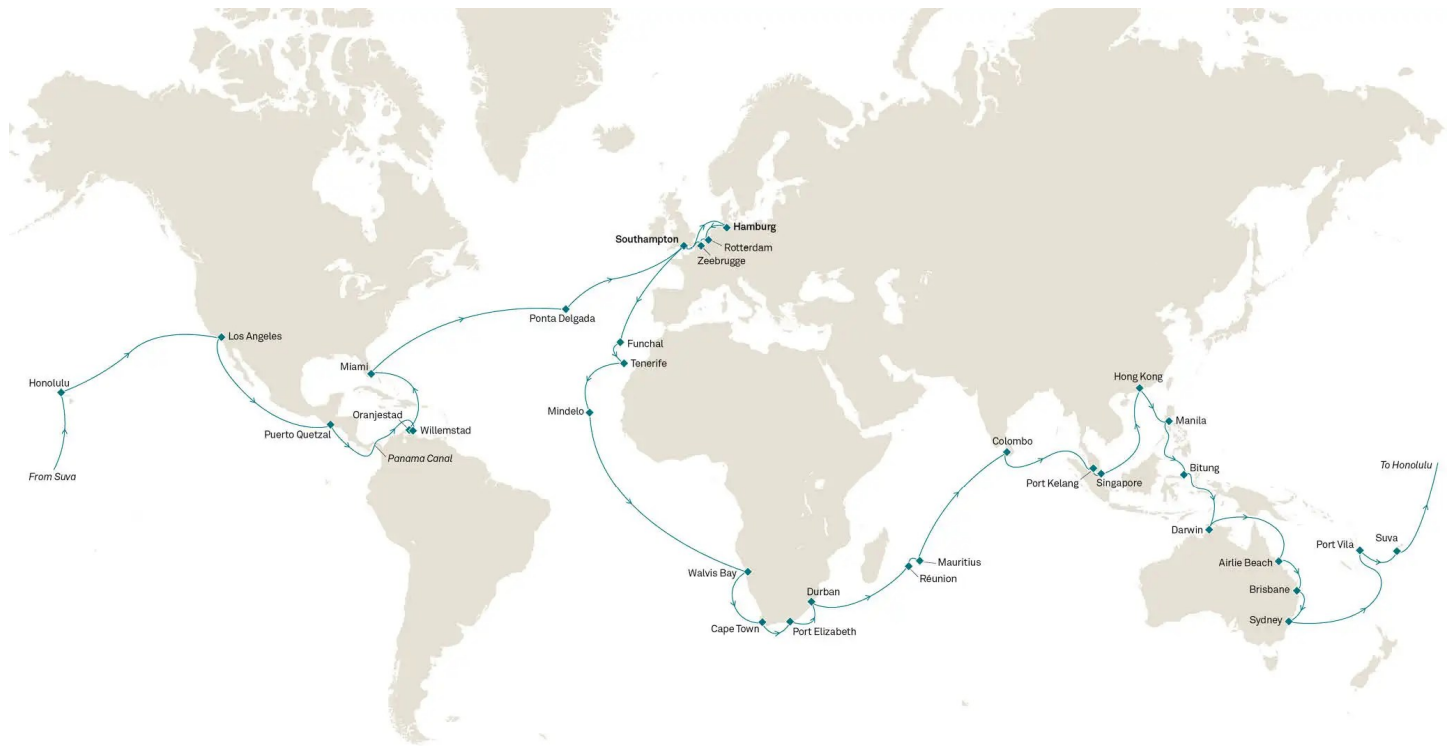 Hamburg
Southampton
Rotterdam
Zeebrugge
Ponta Delgada
Los Angeles
Funchal
Tenerife
Miami
Hong Kong
Honolulu
Mindelo
Oranjestad
Manila
Willemstad
Puerto Quetzal
Colombo
Panama Canal
To Honolulu
Bitung
From Suva
Port Kelang
Singapore
Darwin
Suva
Port Vila
Mauritius
Airlie Beach
Walvis Bay
Réunion
Durban
Brisbane
Sydney
Cape Town
Port Elizabeth